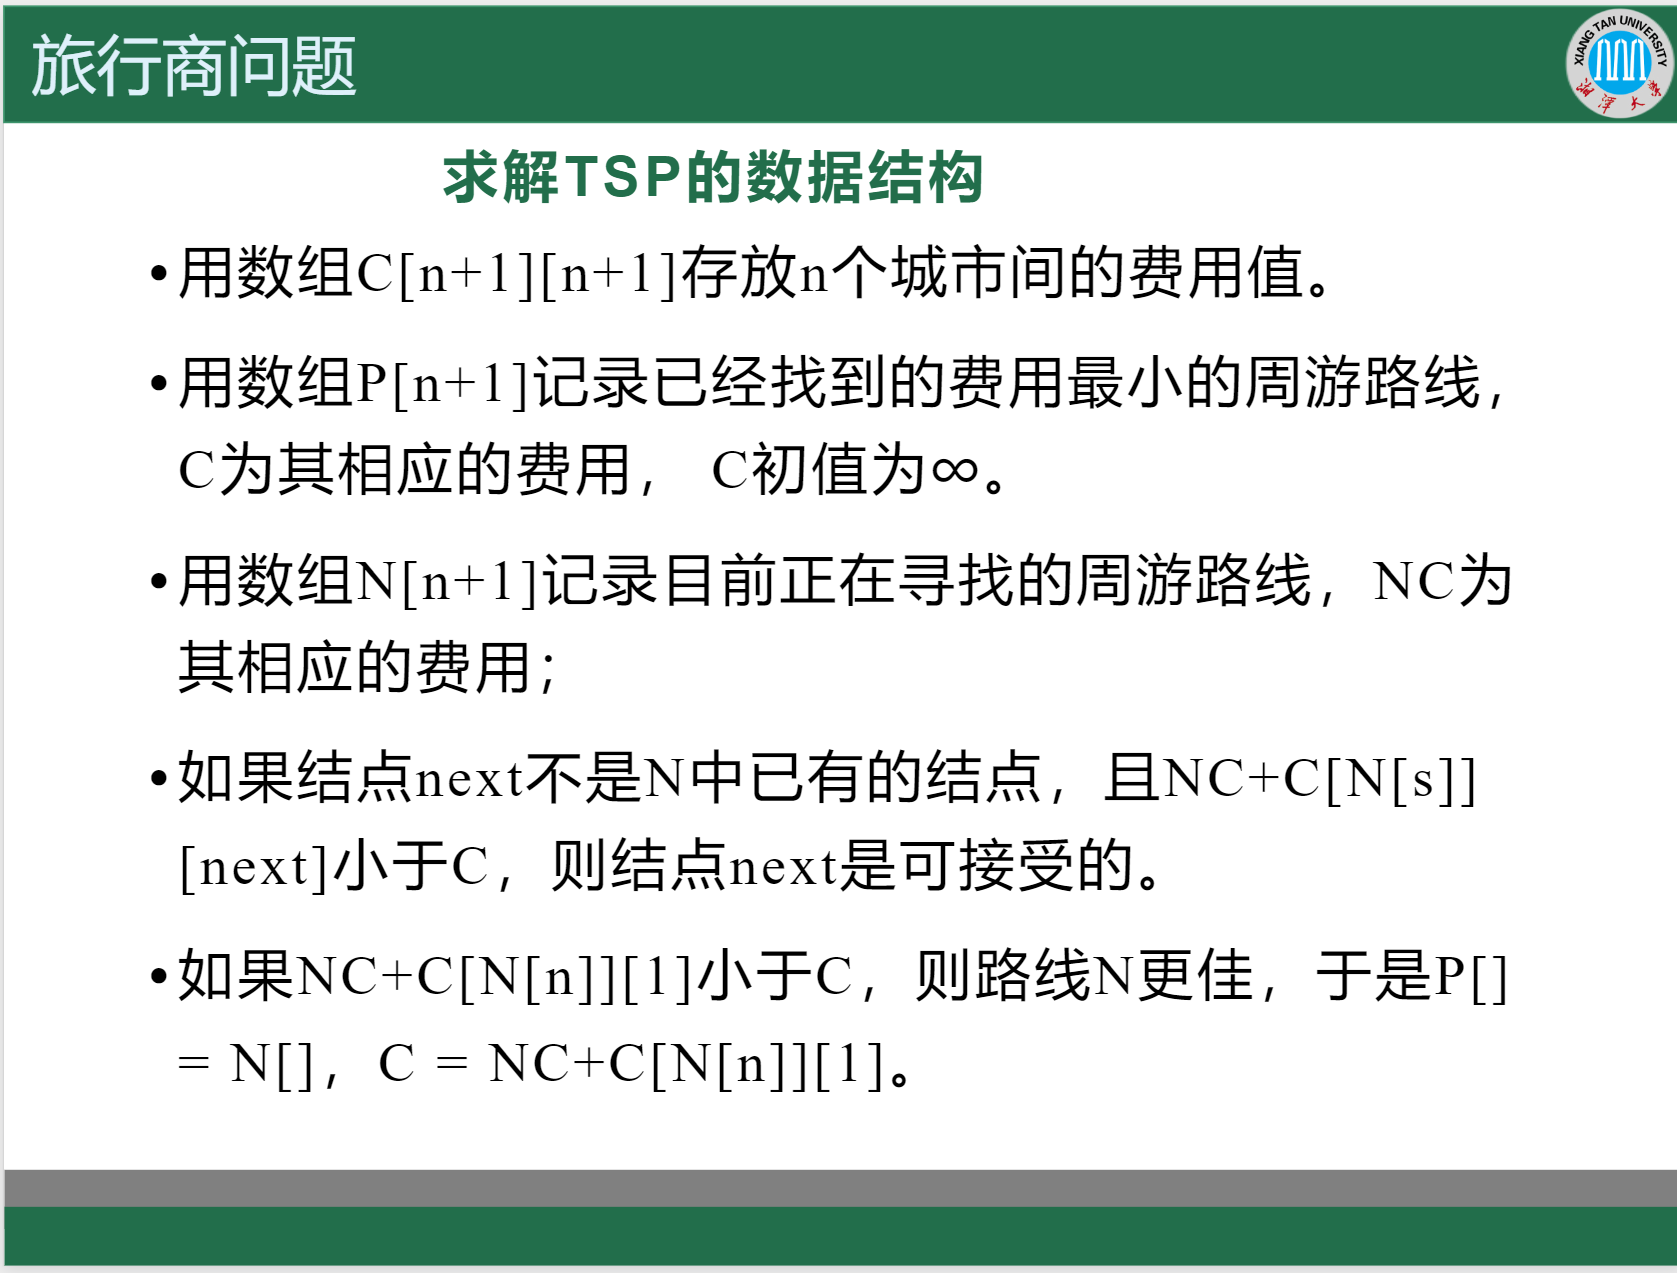 旅行商问题
XIANG TAN UNIVERSITY
湘潭大学
求解TSP的数据结构
•用数组C[n+1][n+1]存放n个城市间的费用值。
•用数组P[n+1]记录已经找到的费用最小的周游路线，
C为其相应的费用， C初值为∞。
•用数组N[n+1]记录目前正在寻找的周游路线，NC为
其相应的费用；
•如果结点next不是N中已有的结点，且NC+C[N[s]]
[next]小于C，则结点next是可接受的。
•如果NC+C[N[n]][1]小于C，则路线N更佳，于是P[]
= N[]，C = NC+C[N[n]][1]。